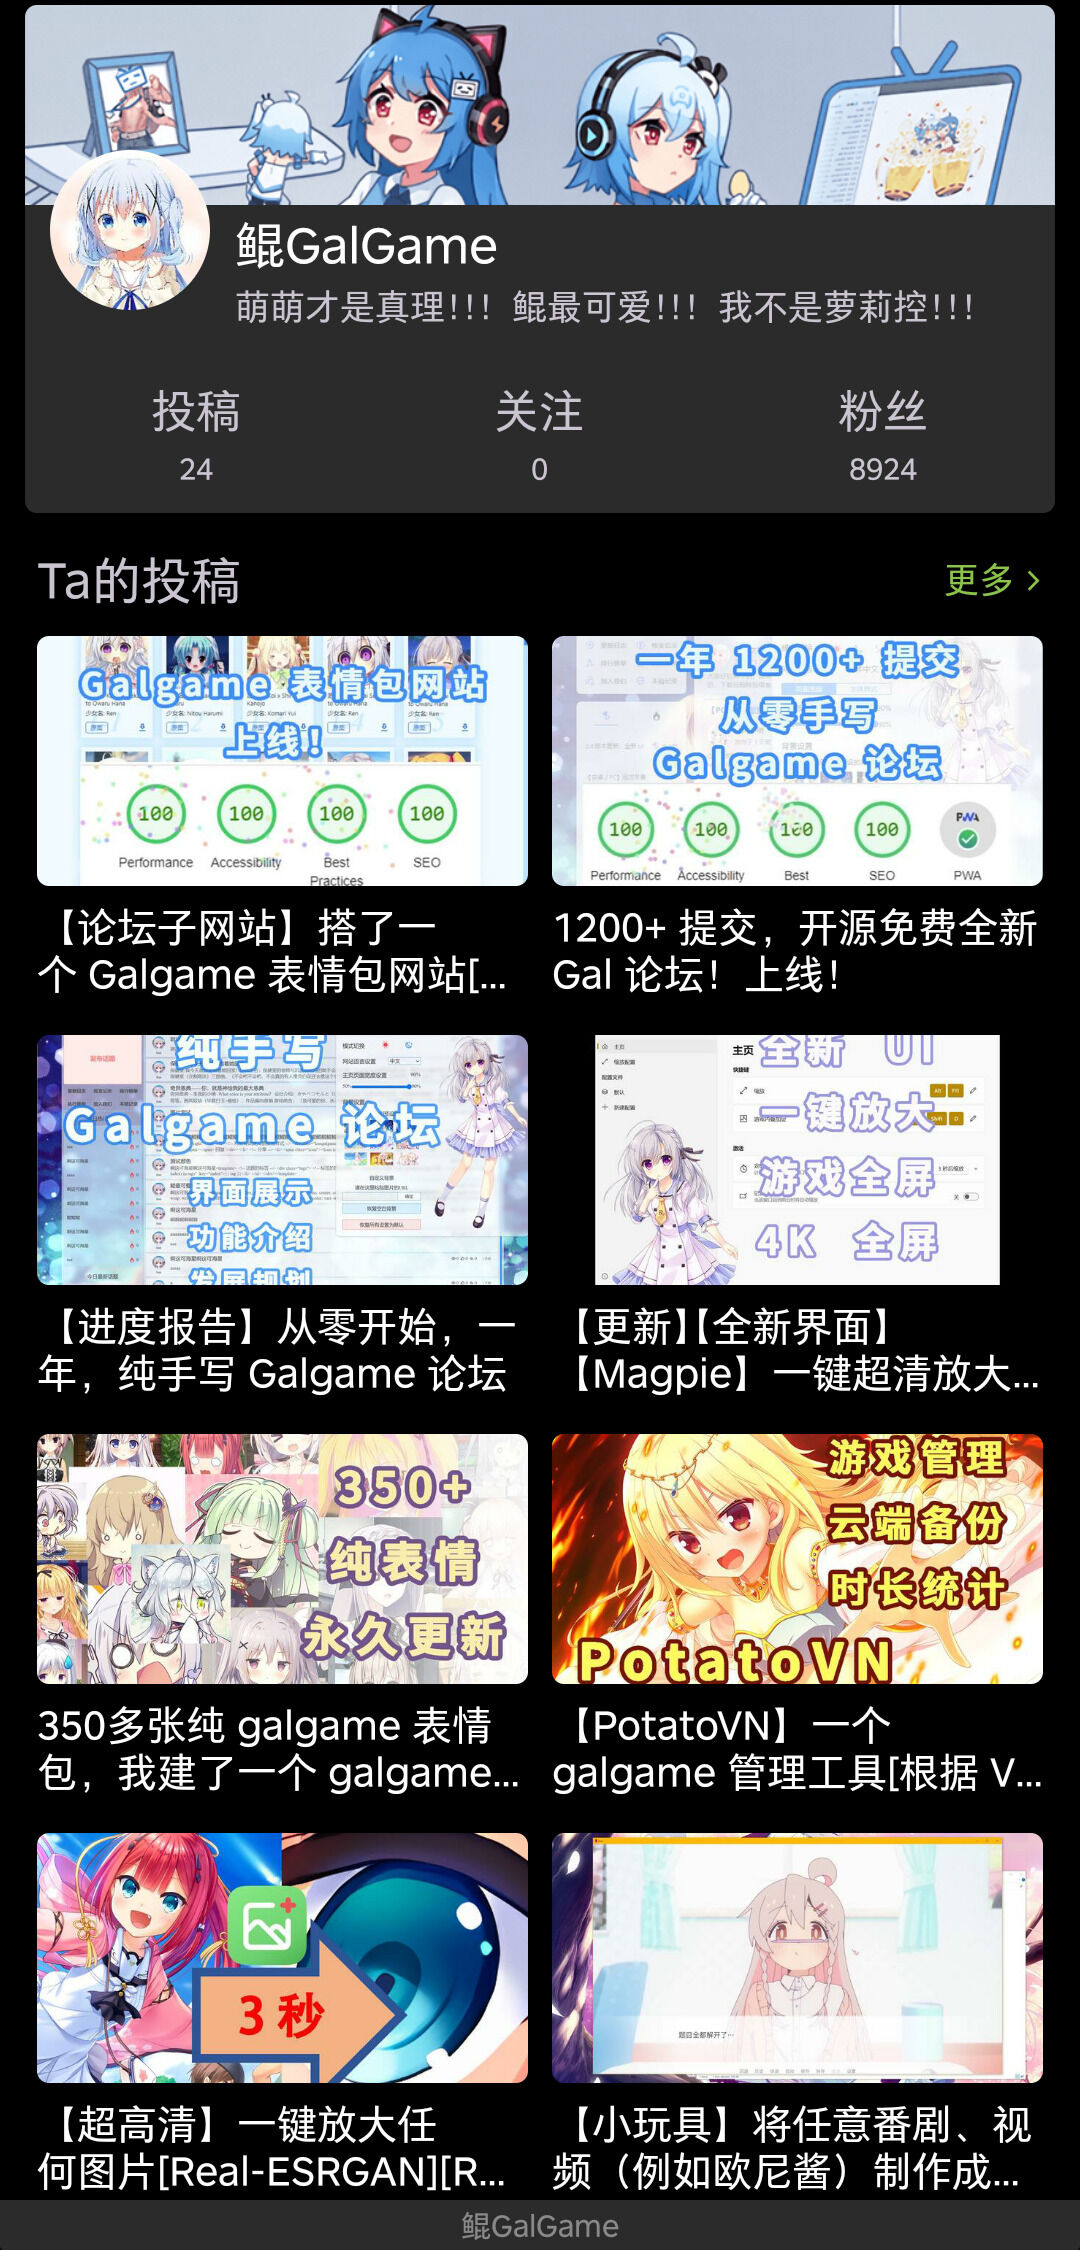 鲲GalGame
萌萌才是真理!!! 鲲最可爱!!! 我不是萝莉控!!!
投稿
关注
粉丝
24
0
8924
Ta的投稿
更多 >
Galgame 表情包网站
上线！
100
100
100
100
Performance
Accessibility
Best
Practices
SEO
一年 1200+ 提交
从零手写
Galgame 论坛
100
100
100
100
PWA
Performance
Accessibility
Best
SEO
PWA
【论坛子网站】搭了一
个 Galgame 表情包网站[...
1200+ 提交，开源免费全新
Gal 论坛！上线！
纯手写
Galgame 论坛
界面展示
功能介绍
发展规划
主页
全新 UI
一键放大
游戏全屏
4K 全屏
【进度报告】从零开始，一
年，纯手写 Galgame 论坛
【更新】【全新界面】
【Magpie】一键超清放大...
350+
纯表情
永久更新
游戏管理
云端备份
时长统计
PotatoVN
350多张纯 galgame 表情
包，我建了一个 galgame...
【PotatoVN】一个
galgame 管理工具[根据 V...
3 秒
题目全都解开了…
【超高清】一键放大任
何图片[Real-ESRGAN][R...
【小玩具】将任意番剧、视
频（例如欧尼酱）制作成...
鲲GalGame